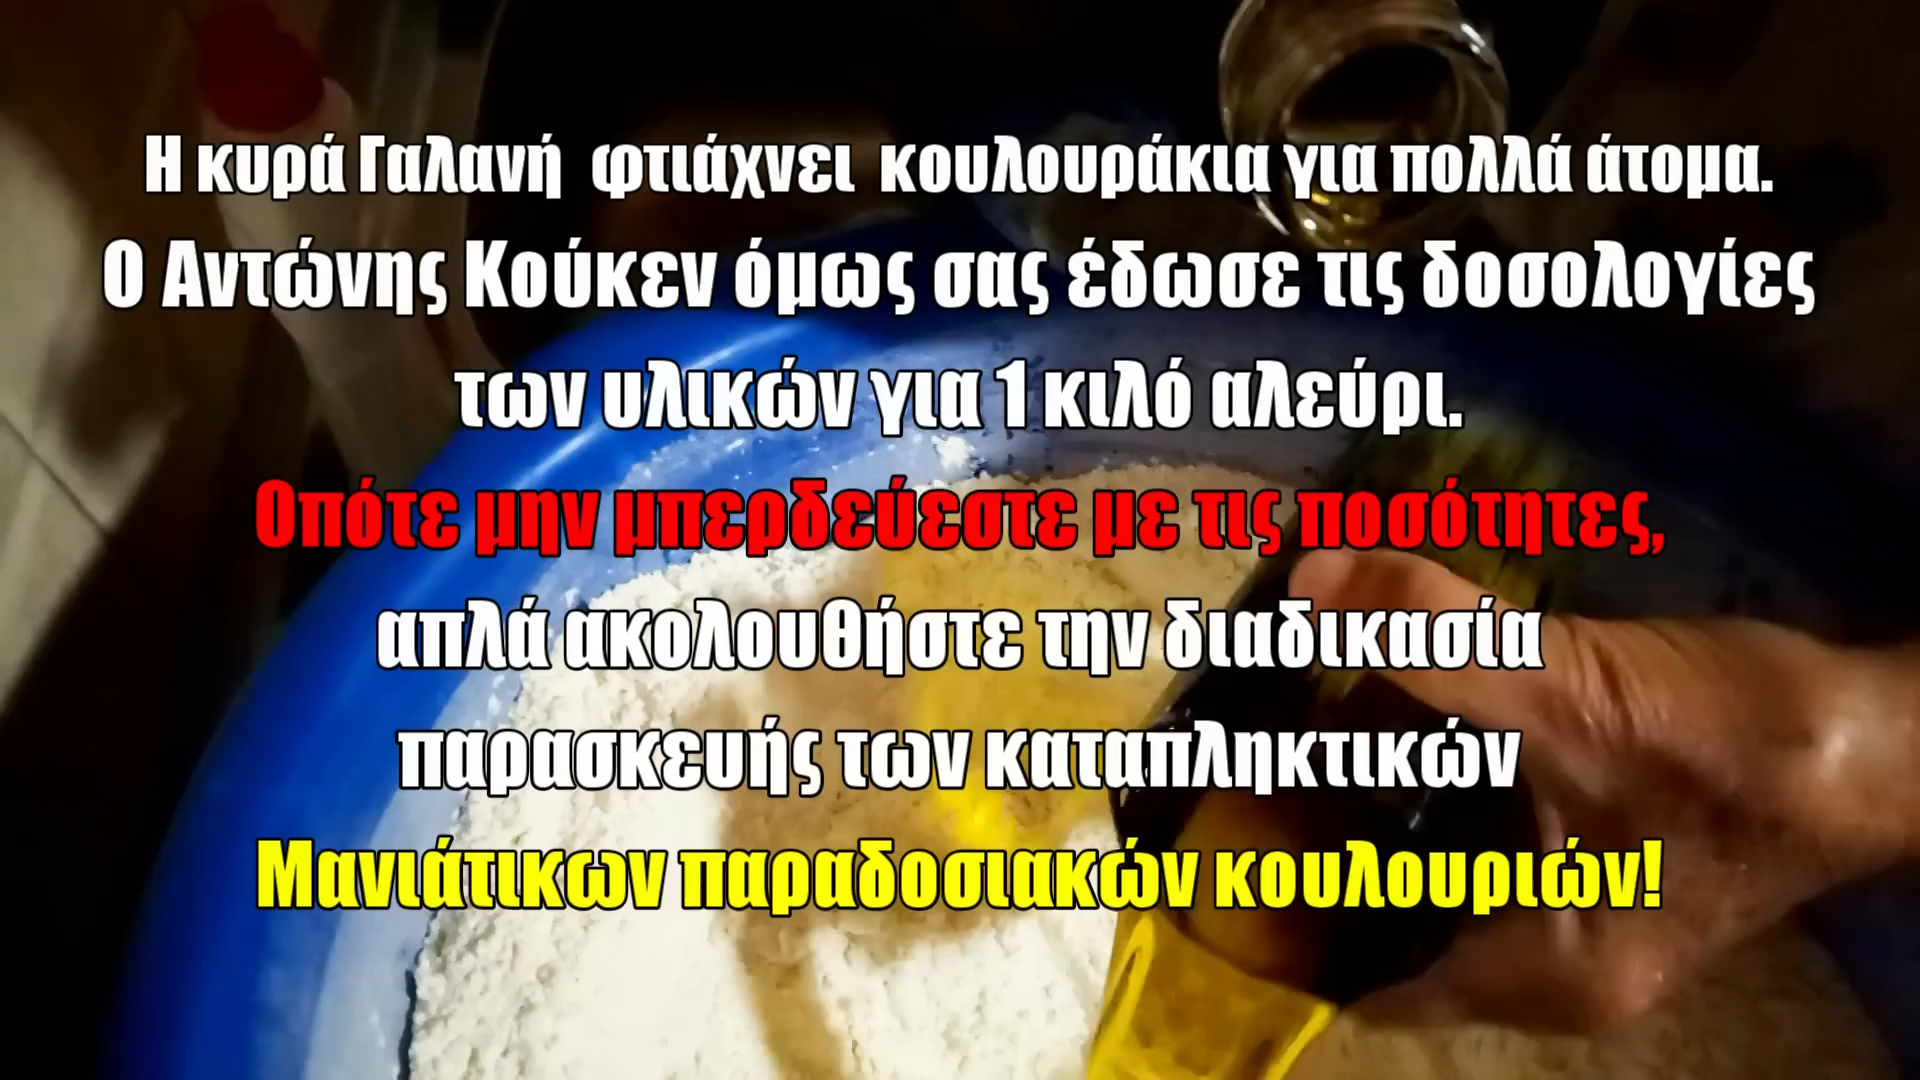 Η κυρά Γαλανή φτιάχνει κουλουράκια για πολλά άτομα.
Ο Αντώνης Κούκεν όμως σας έδωσε τις δοσολογίες
των υλικών για 1 κιλό αλεύρι.
Οπότε μην μπερδεύεστε με τις ποσότητες,
απλά ακολουθήστε την διαδικασία
παρασκευής των καταπληκτικών
Μανιάτικων παραδοσιακών κουλουριών!